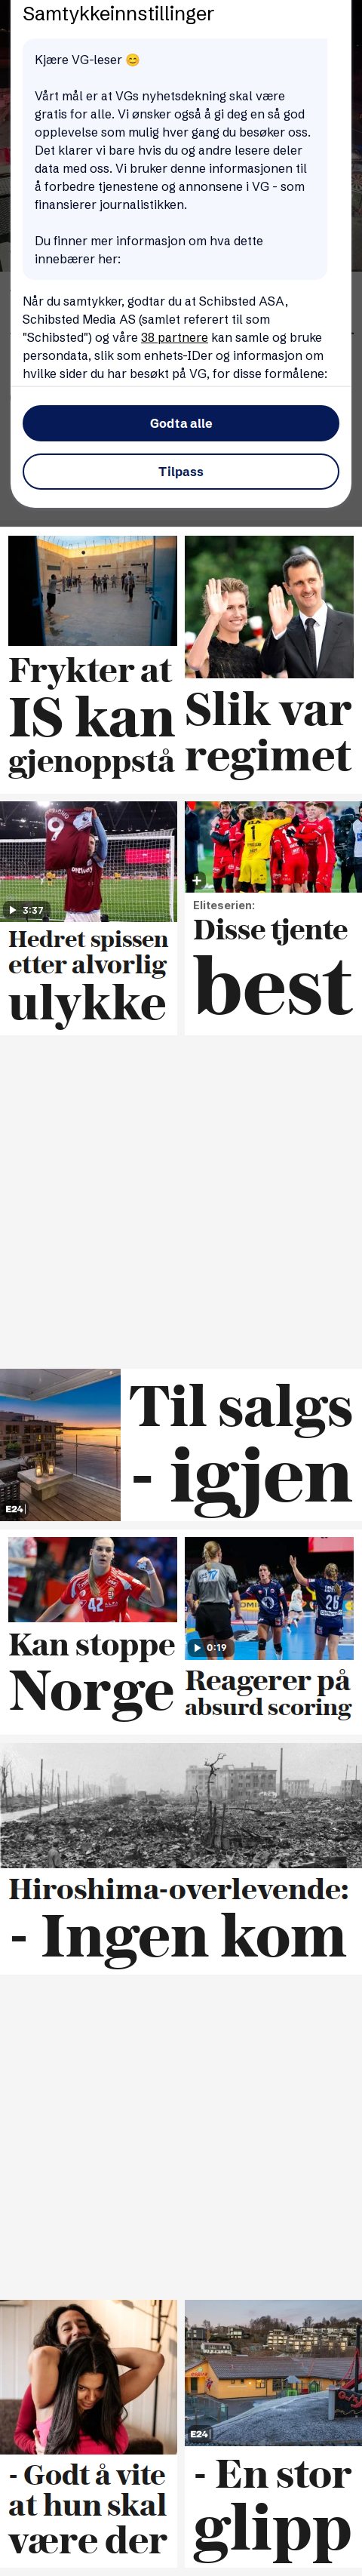 Samtykkeinnstillinger
Kjære VG-leser 😊
Vårt mål er at VGs nyhetsdekning skal være
gratis for alle. Vi ønsker også å gi deg en så god
opplevelse som mulig hver gang du besøker oss.
Det klarer vi bare hvis du og andre lesere deler
data med oss. Vi bruker denne informasjonen til
å forbedre tjenestene og annonsene i VG - som
finansierer journalistikken.
Du finner mer informasjon om hva dette
innebærer her:
Når du samtykker, godtar du at Schibsted ASA,
Schibsted Media AS (samlet referert til som
"Schibsted") og våre 38 partnere kan samle og bruke
persondata, slik som enhets-IDer og informasjon om
hvilke sider du har besøkt på VG, for disse formålene:
Godta alle
Tilpass
Frykter at
IS kan
gjenoppstå
Slik var
regimet
3:37
Hedret spissen
etter alvorlig
ulykke
Eliteserien:
Disse tjente
best
E24
Til salgs
- igjen
Kan stoppe
Norge
0:19
Reagerer på
absurd scoring
Hiroshima-overlevende:
- Ingen kom
- Godt å vite
at hun skal
være der
E24
- En stor
glipp